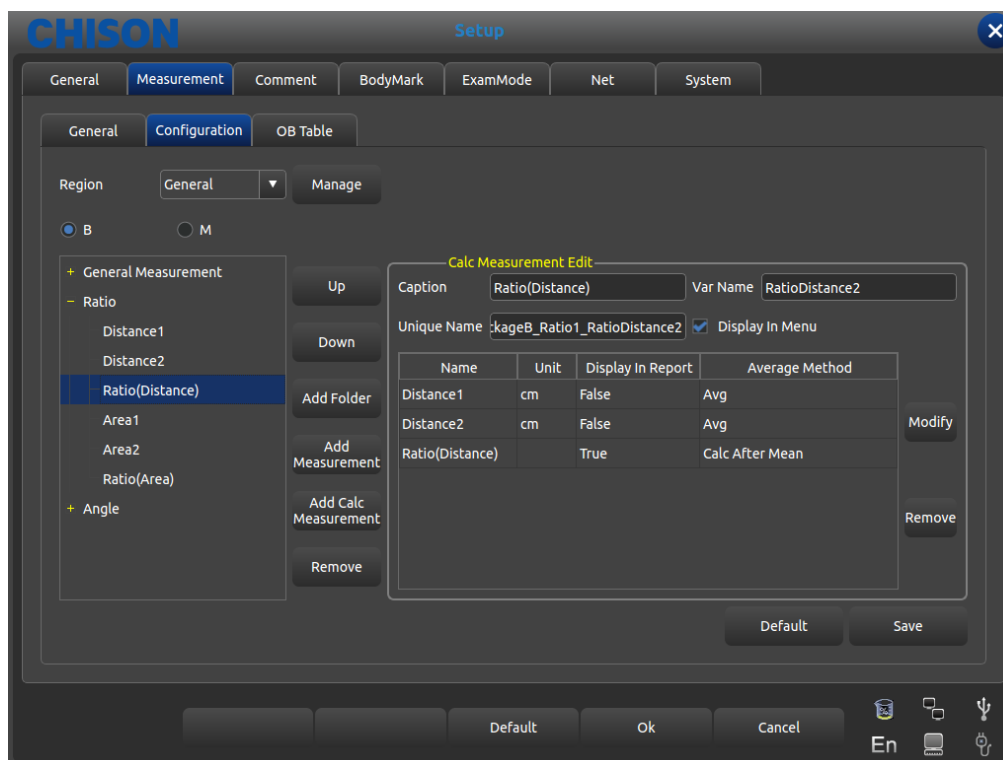 CHISON
Setup
General Measurement Comment BodyMark ExamMode Net System
General Configuration OB Table
Region General Manage
B M
+ General Measurement
− Ratio
Distance1
Distance2
Ratio(Distance)
Area1
Area2
Ratio(Area)
+ Angle
Up
Down
Add Folder
Add
Measurement
Add Calc
Measurement
Remove
Calc Measurement Edit
Caption Ratio(Distance) Var Name RatioDistance2
Unique Name :kageB_Ratio1_RatioDistance2 Display In Menu
Name Unit Display In Report Average Method
Distance1 cm False Avg
Distance2 cm False Avg
Ratio(Distance) True Calc After Mean
Modify
Remove
Default Save
Default Ok Cancel
En